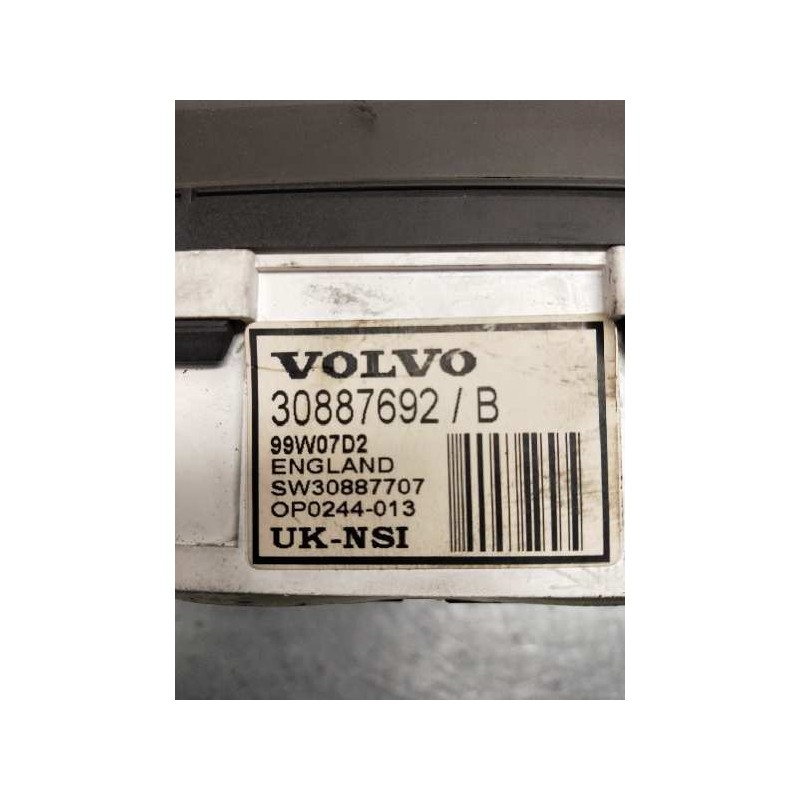 VOLVO
30887692 / B
99W07D2
ENGLAND
SW30887707
OP0244-013
UK-NSI